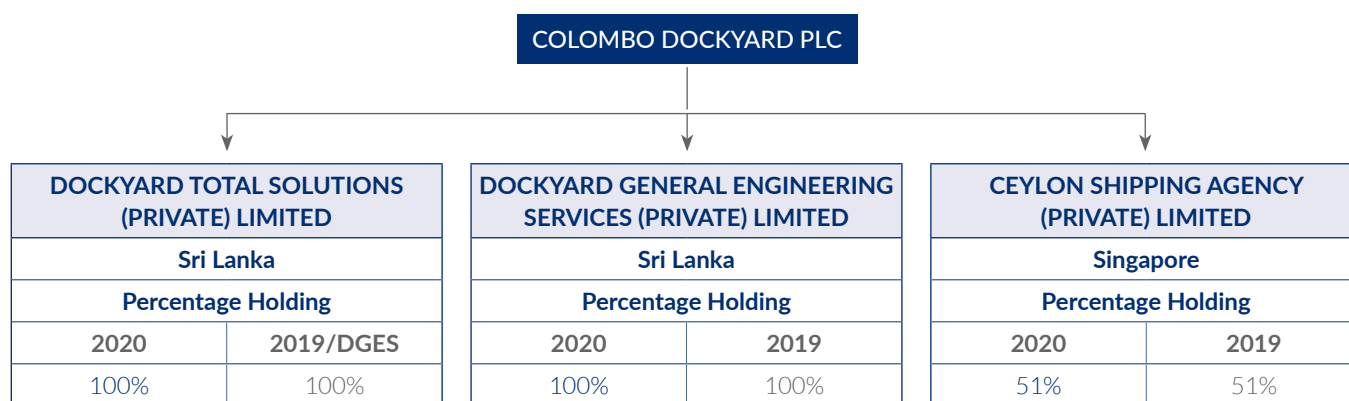 COLOMBO DOCKYARD PLC
DOCKYARD TOTAL SOLUTIONS
(PRIVATE) LIMITED
Sri Lanka
Percentage Holding
2020 2019/DGES
100% 100%
DOCKYARD GENERAL ENGINEERING
SERVICES (PRIVATE) LIMITED
Sri Lanka
Percentage Holding
2020 2019
100% 100%
CEYLON SHIPPING AGENCY
(PRIVATE) LIMITED
Singapore
Percentage Holding
2020 2019
51% 51%